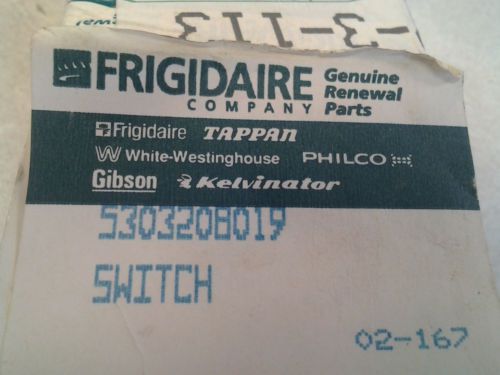 -3-113
FRIGIDAIRE
COMPANY
Genuine
Renewal
Parts
Frigidaire TAPPAN
White-Westinghouse PHILCO
Gibson Kelvinator
5303208019
SWITCH
02-167